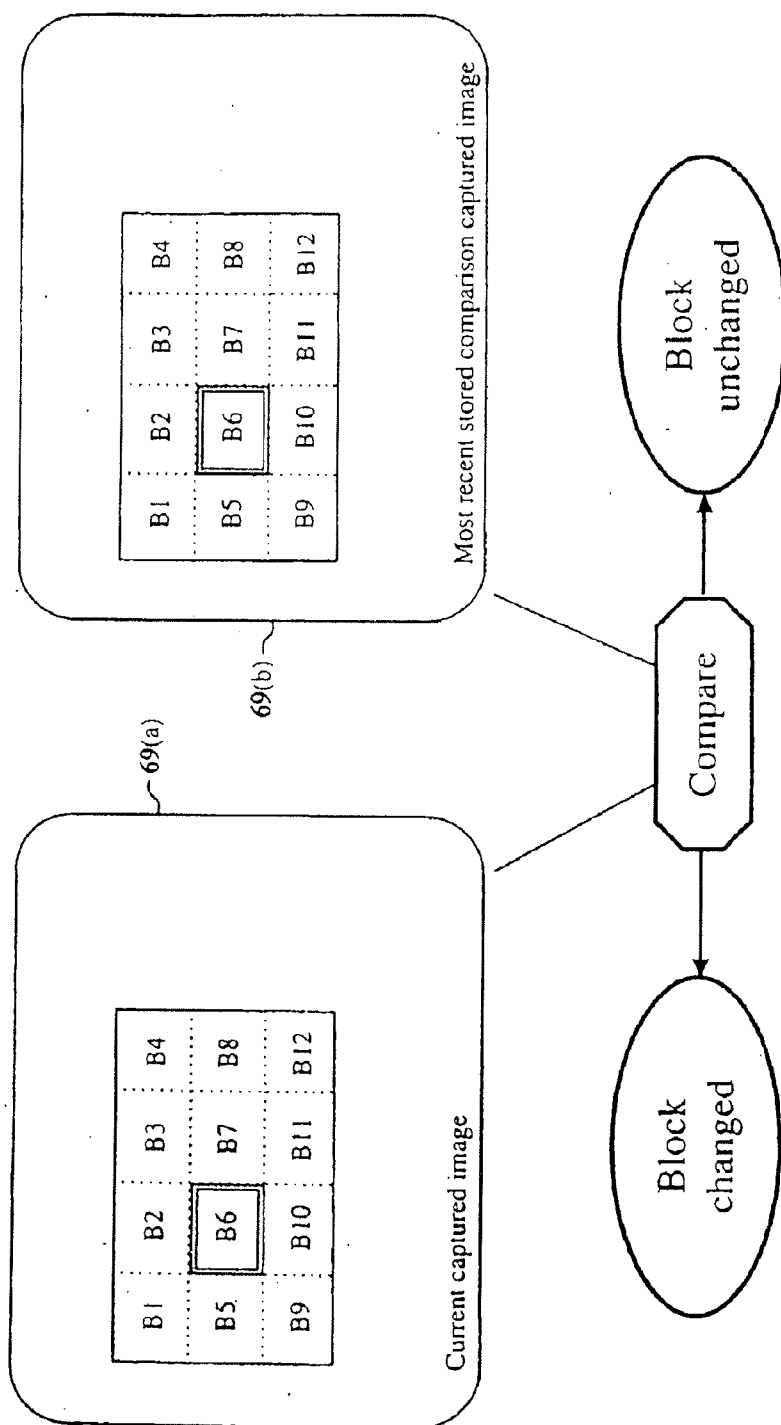 69(a)
B1 B2 B3 B4
B5 B6 B7 B8
B9 B10 B11 B12
Current captured image
69(b)
B1 B2 B3 B4
B5 B6 B7 B8
B9 B10 B11 B12
Most recent stored comparison captured image
Compare
Block
changed
Block
unchanged